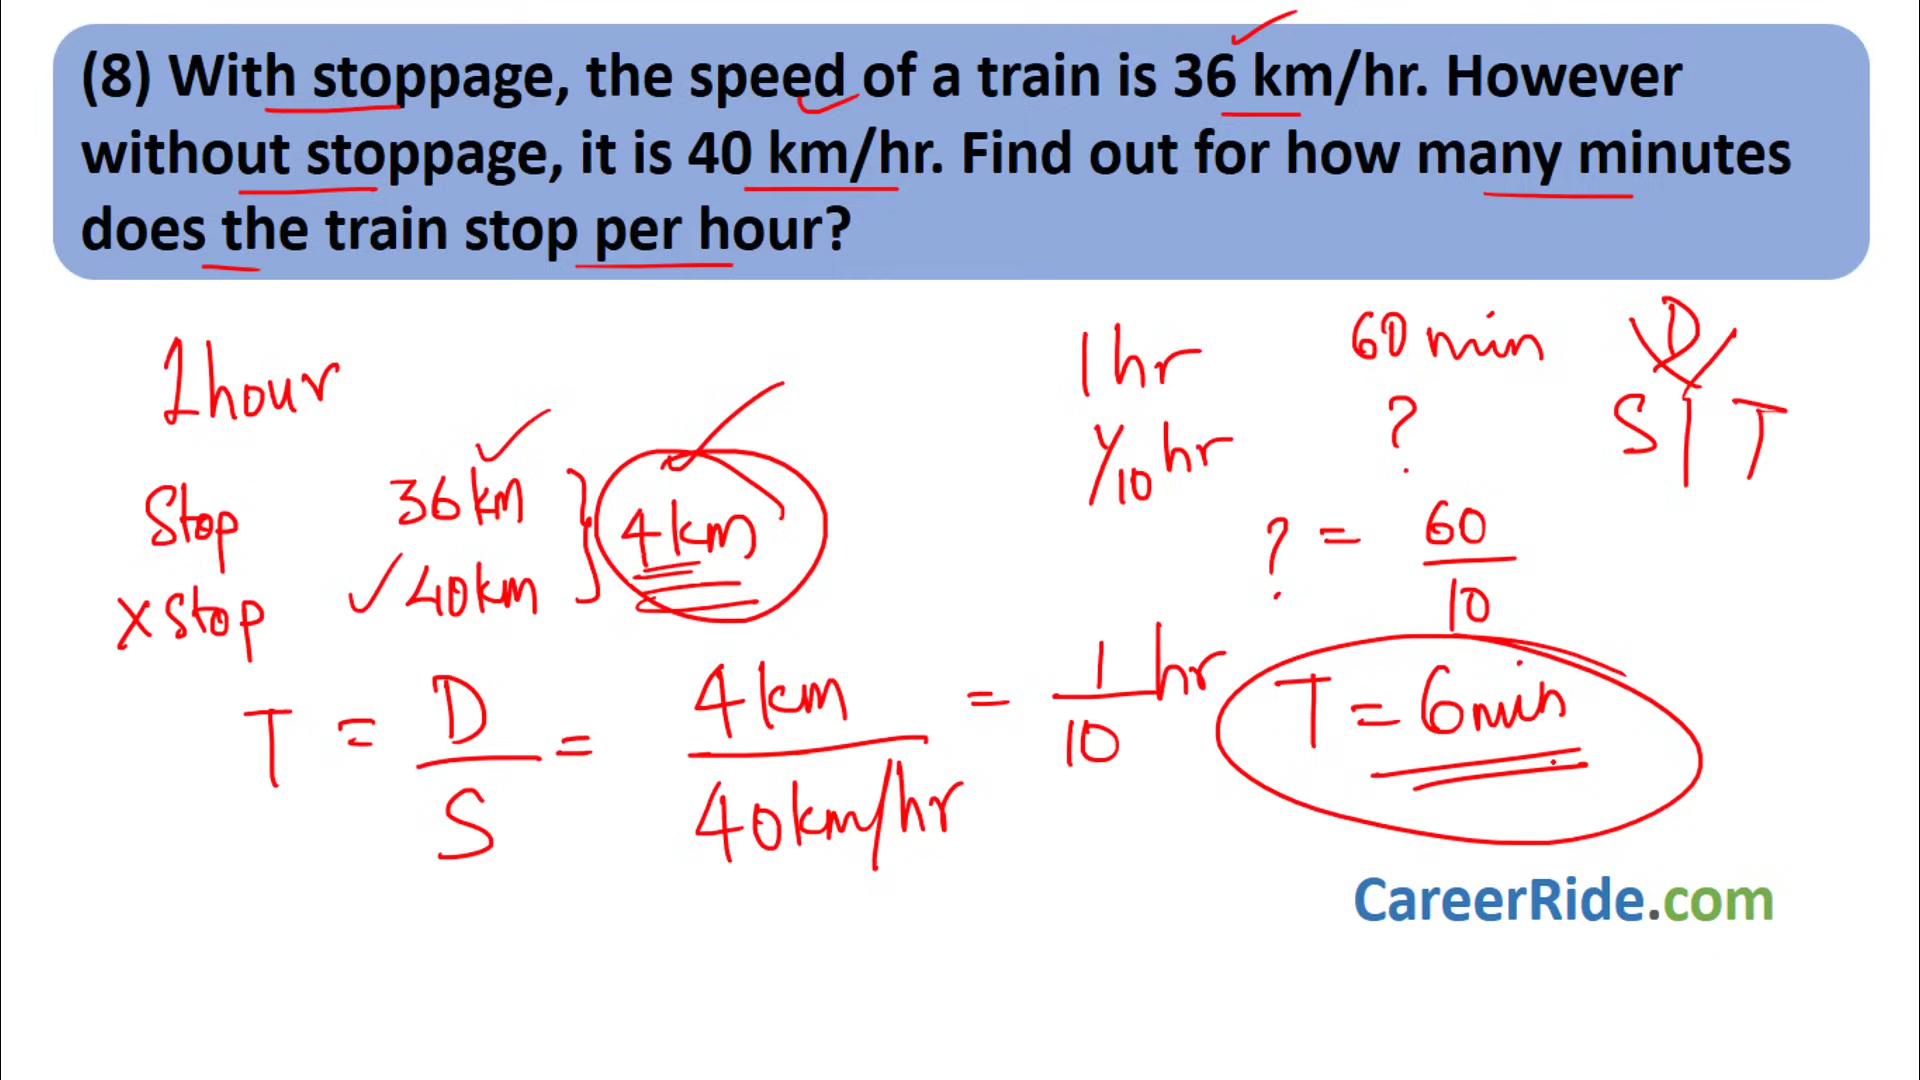 (8) With stoppage, the speed of a train is 36 km/hr. However
without stoppage, it is 40 km/hr. Find out for how many minutes
does the train stop per hour?
1 hour
Stop 36 km
4 km
X Stop 40 km
T = D/S = 4 km / 40 km/hr = 1/10 hr
1 hr 60 min
1/10 hr ?
D
S T
? = 60/10
T = 6 min
CareerRide.com